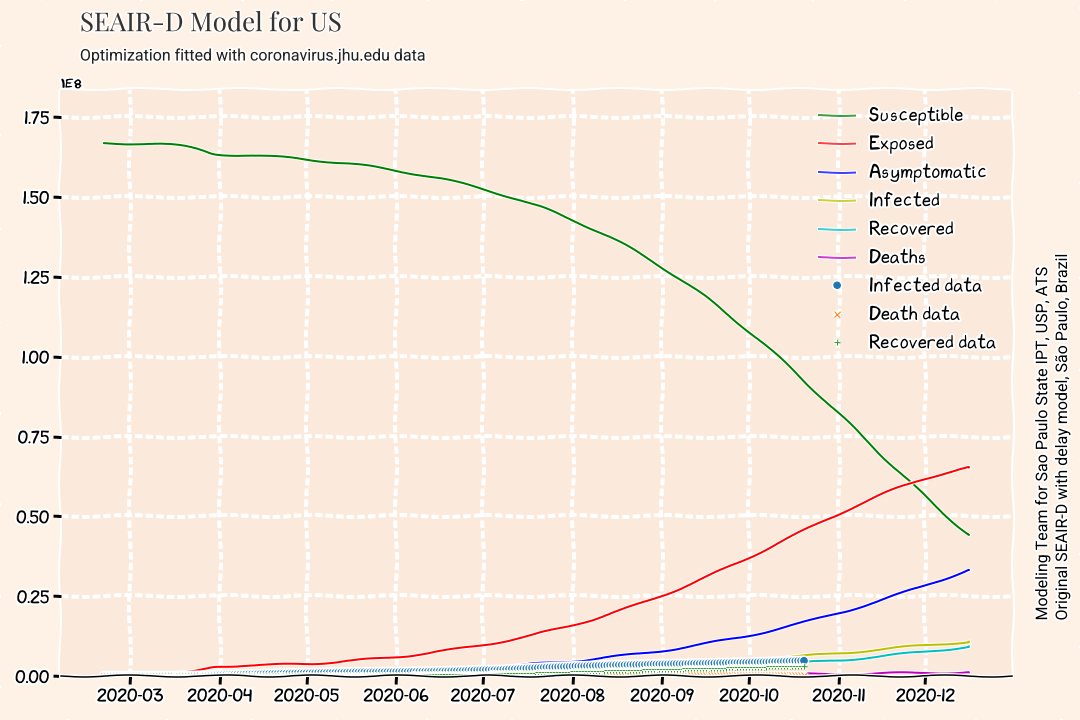 SEAIR-D Model for US
Optimization fitted with coronavirus.jhu.edu data
1E8
1.75
1.50
1.25
1.00
0.75
0.50
0.25
0.00
2020-03
2020-04
2020-05
2020-06
2020-07
2020-08
2020-09
2020-10
2020-11
2020-12
Susceptible
Exposed
Asymptomatic
Infected
Recovered
Deaths
Infected data
Death data
Recovered data
Modeling Team for Sao Paulo State IPT, USP, ATS
Original SEAIR-D with delay model, São Paulo, Brazil